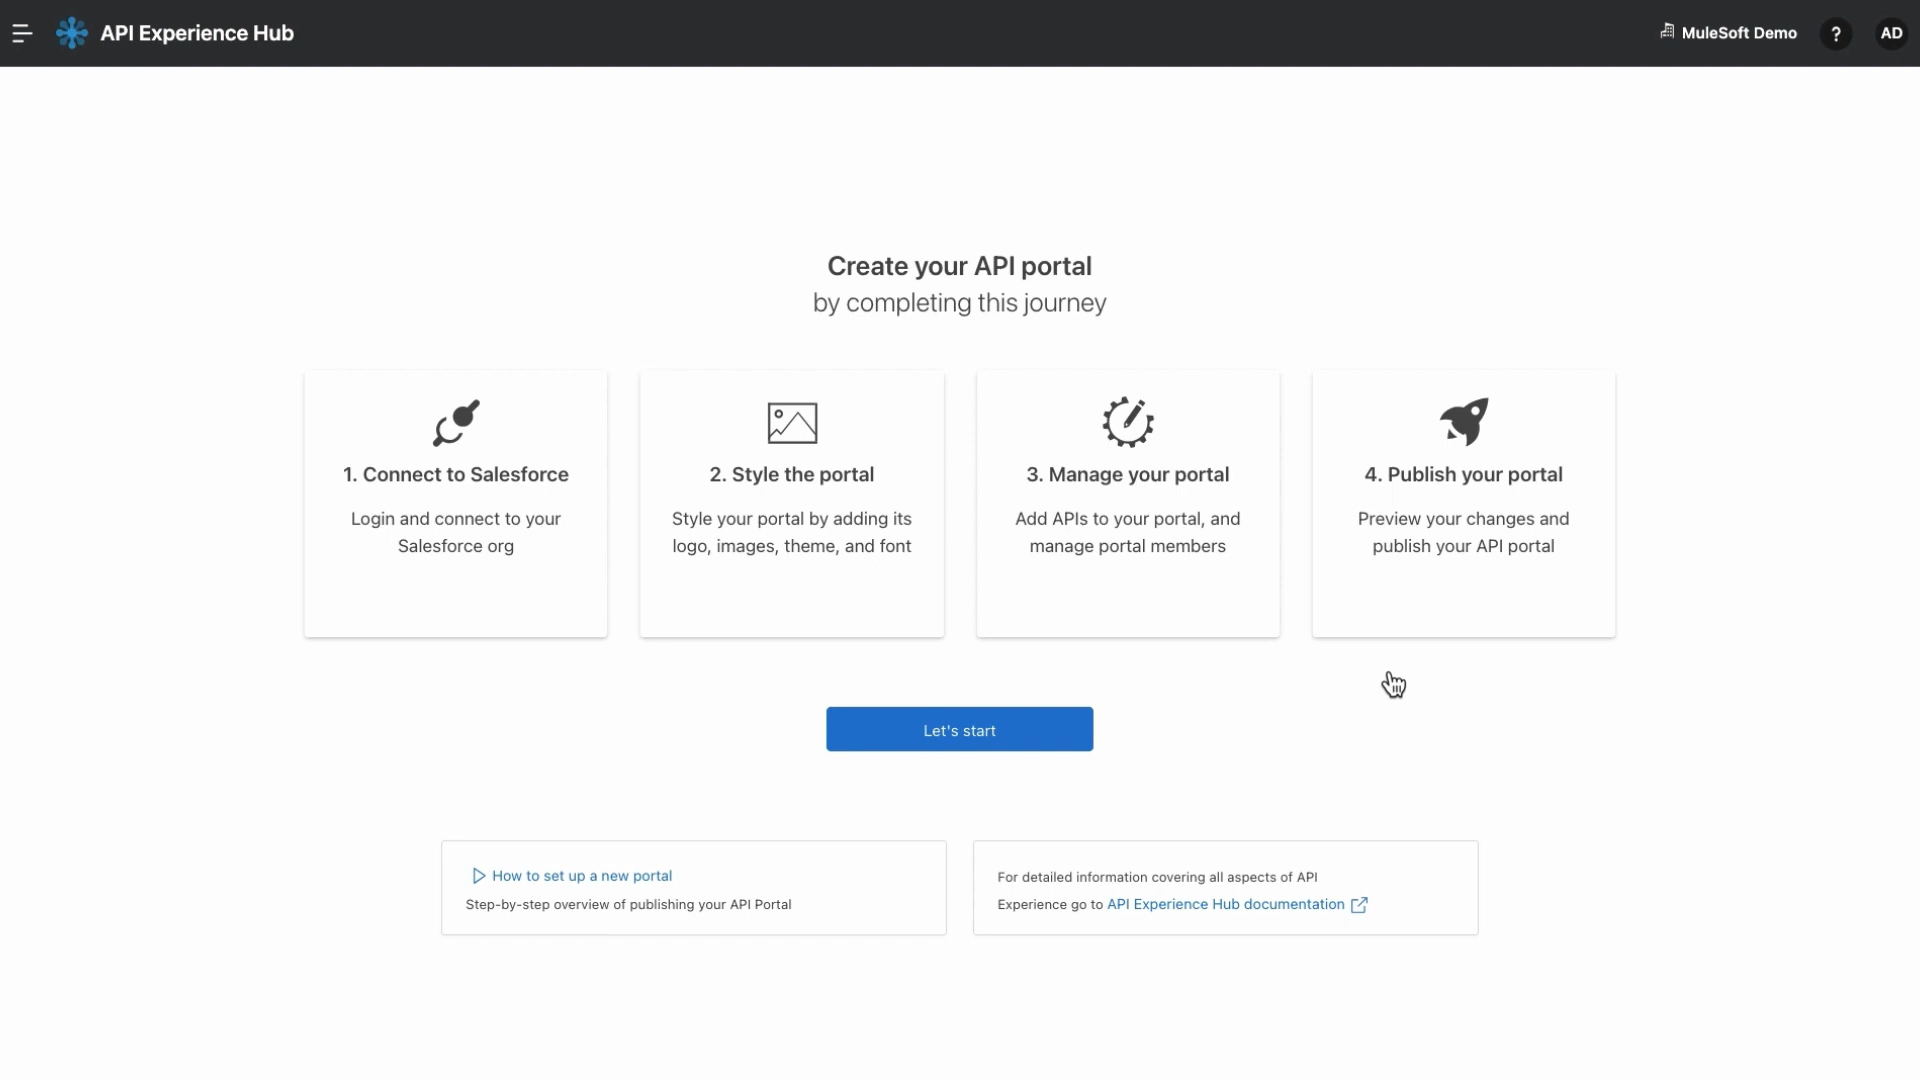 API Experience Hub
MuleSoft Demo
?
AD
Create your API portal
by completing this journey
1. Connect to Salesforce
Login and connect to your
Salesforce org
2. Style the portal
Style your portal by adding its
logo, images, theme, and font
3. Manage your portal
Add APIs to your portal, and
manage portal members
4. Publish your portal
Preview your changes and
publish your API portal
Let's start
How to set up a new portal
Step-by-step overview of publishing your API Portal
For detailed information covering all aspects of API
Experience go to API Experience Hub documentation